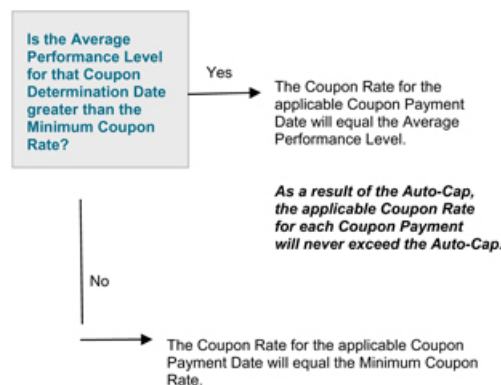 Is the Average
Performance Level
for that Coupon
Determination Date
greater than the
Minimum Coupon
Rate?
Yes
The Coupon Rate for the
applicable Coupon Payment
Date will equal the Average
Performance Level.
As a result of the Auto-Cap,
the applicable Coupon Rate
for each Coupon Payment
will never exceed the Auto-Cap.
No
The Coupon Rate for the applicable Coupon
Payment Date will equal the Minimum Coupon
Rate.